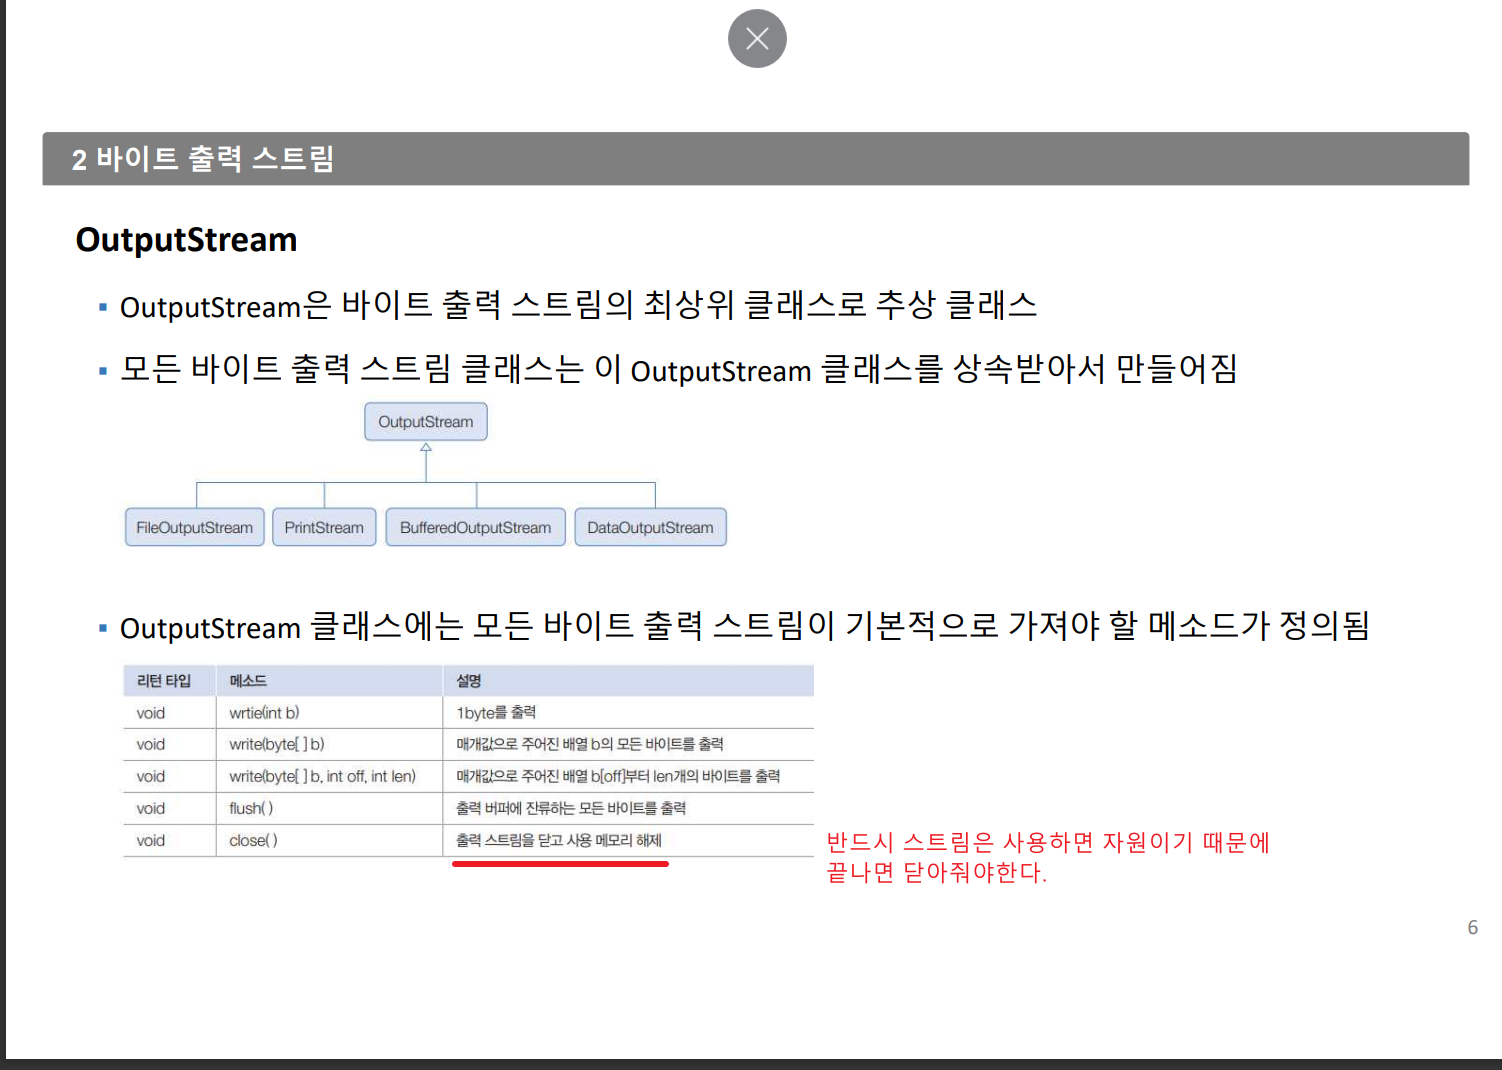 2 바이트 출력 스트림
OutputStream
▪ OutputStream은 바이트 출력 스트림의 최상위 클래스로 추상 클래스
▪ 모든 바이트 출력 스트림 클래스는 이 OutputStream 클래스를 상속받아서 만들어짐
OutputStream
FileOutputStream PrintStream BufferedOutputStream DataOutputStream
▪ OutputStream 클래스에는 모든 바이트 출력 스트림이 기본적으로 가져야 할 메소드가 정의됨
리턴 타입 메소드 설명
void wrtie(int b) 1byte를 출력
void write(byte[ ] b) 매개값으로 주어진 배열 b의 모든 바이트를 출력
void write(byte[ ] b, int off, int len) 매개값으로 주어진 배열 b[off]부터 len개의 바이트를 출력
void flush( ) 출력 버퍼에 잔류하는 모든 바이트를 출력
void close( ) 출력 스트림을 닫고 사용 메모리 해제
반드시 스트림은 사용하면 자원이기 때문에
끝나면 닫아줘야한다.
6